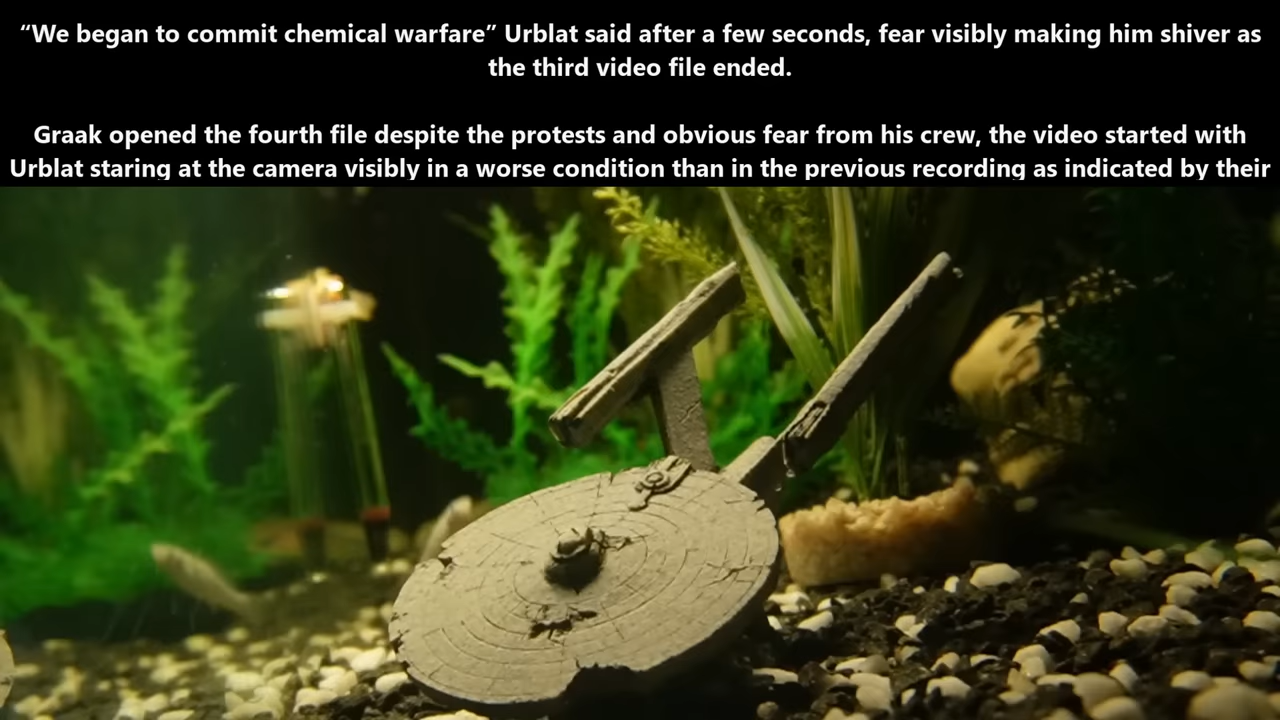 “We began to commit chemical warfare” Urblat said after a few seconds, fear visibly making him shiver as
the third video file ended.
Graak opened the fourth file despite the protests and obvious fear from his crew, the video started with
Urblat staring at the camera visibly in a worse condition than in the previous recording as indicated by their